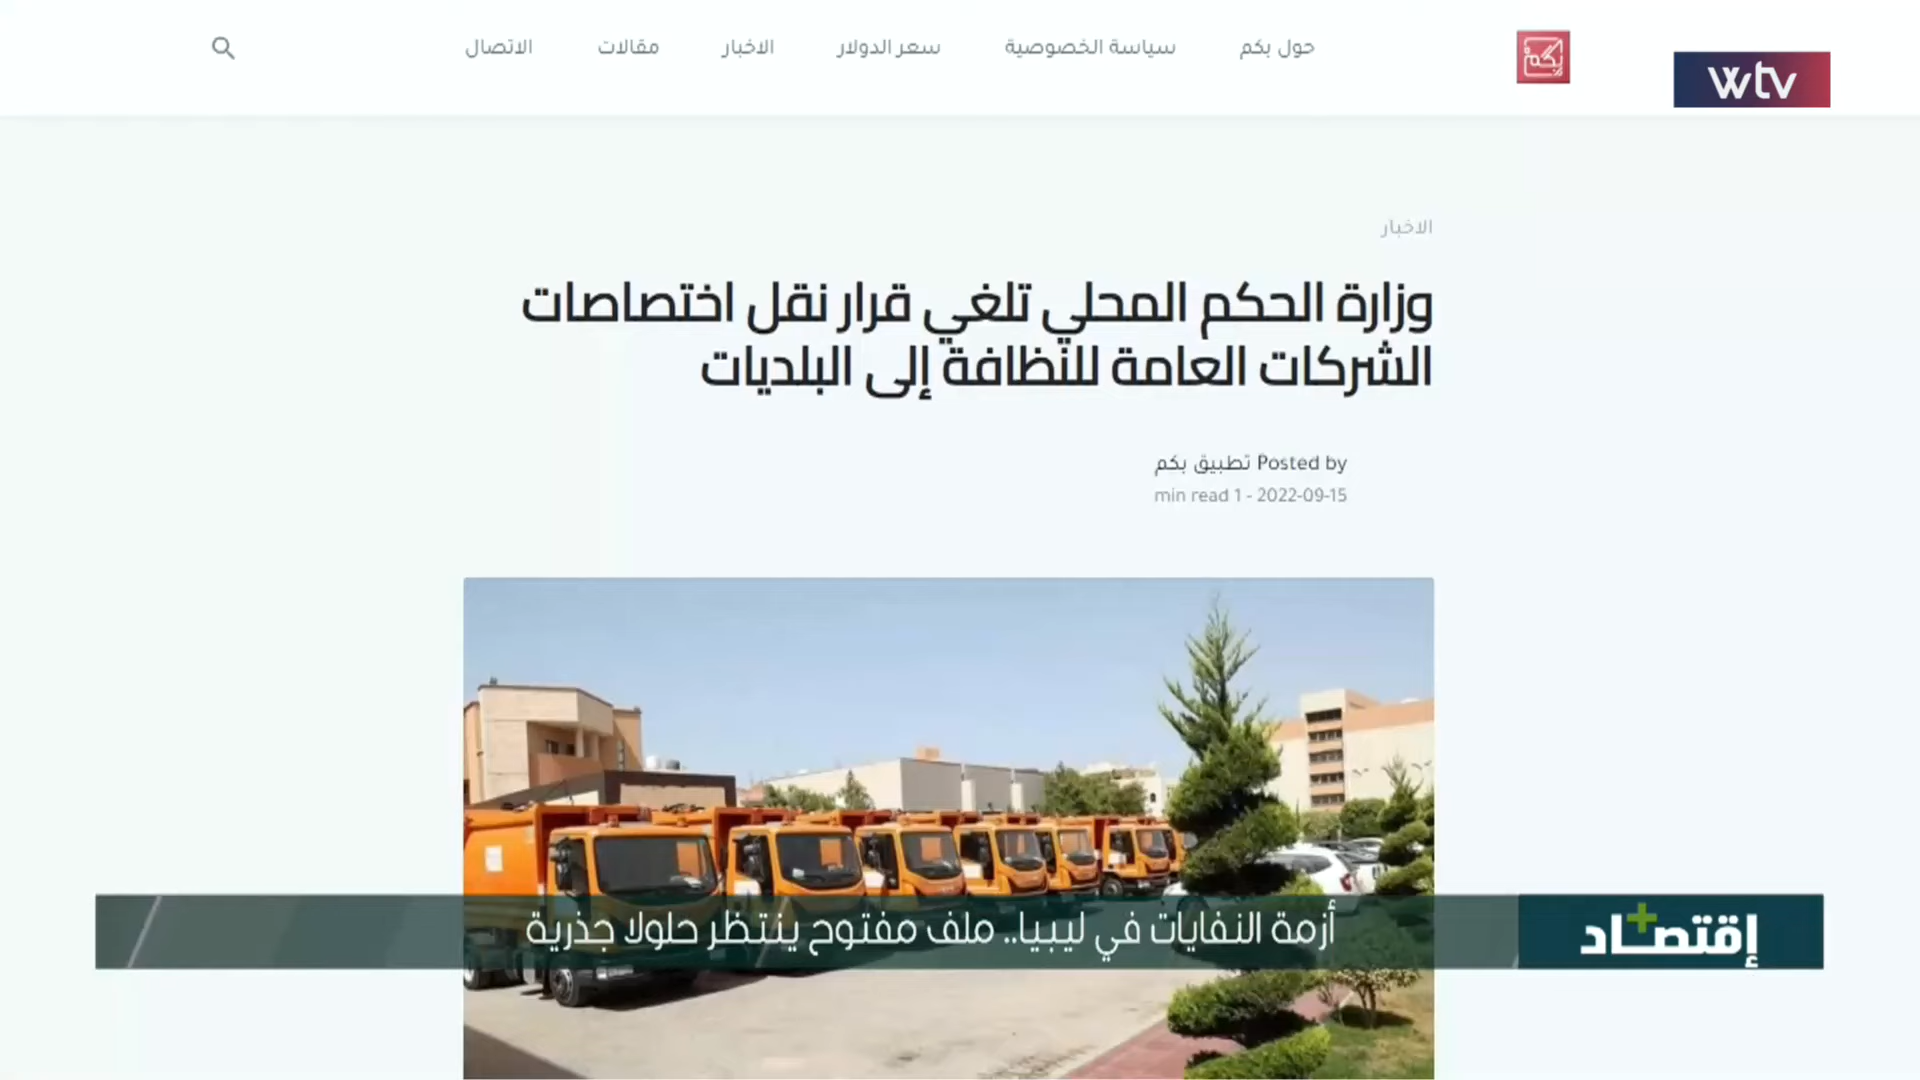 حول بكم
سياسة الخصوصية
سعر الدولار
الاخبار
مقالات
الاتصال
بكم
wtv
الاخبار
وزارة الحكم المحلي تلغي قرار نقل اختصاصات
الشركات العامة للنظافة إلى البلديات
Posted by تطبيق بكم
2022-09-15 - 1 min read
أزمة النفايات في ليبيا.. ملف مفتوح ينتظر حلولا جذرية
إقتصاد+